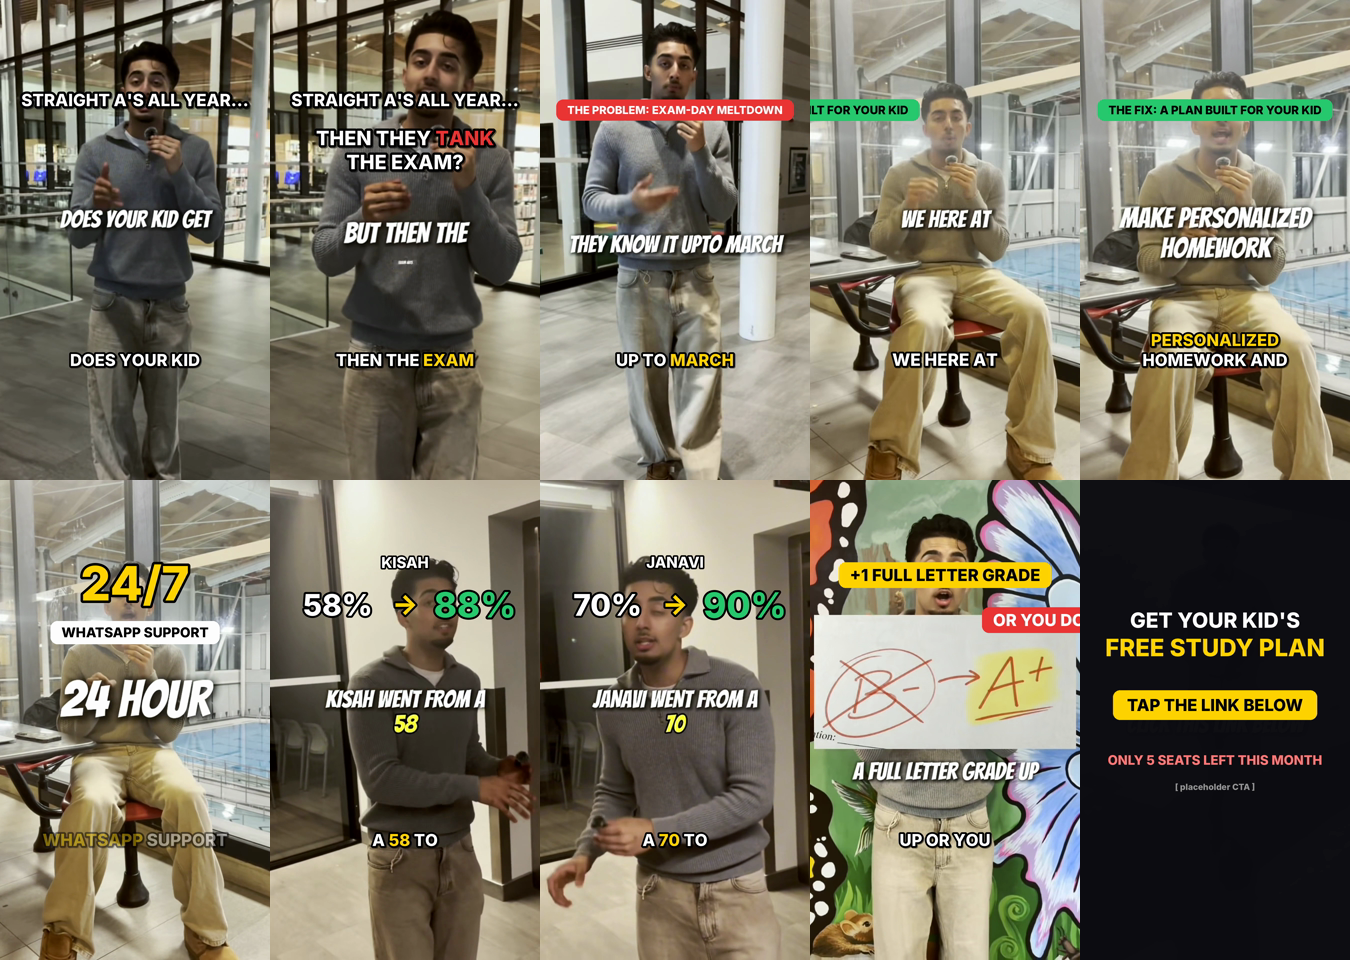 STRAIGHT A'S ALL YEAR...
DOES YOUR KID GET
DOES YOUR KID
STRAIGHT A'S ALL YEAR...
THEN THEY TANK
THE EXAM?
BUT THEN THE
THEN THE EXAM
THE PROBLEM: EXAM-DAY MELTDOWN
THEY KNOW IT UPTO MARCH
UP TO MARCH
ILT FOR YOUR KID
WE HERE AT
WE HERE AT
THE FIX: A PLAN BUILT FOR YOUR KID
MAKE PERSONALIZED
HOMEWORK
PERSONALIZED
HOMEWORK AND
24/7
WHATSAPP SUPPORT
24 HOUR
WHATSAPP SUPPORT
KISAH
58% → 88%
KISAH WENT FROM A
58
A 58 TO
JANAVI
70% → 90%
JANAVI WENT FROM A
70
A 70 TO
+1 FULL LETTER GRADE
OR YOU DO
B- → A+
tion:
A FULL LETTER GRADE UP
UP OR YOU
GET YOUR KID'S
FREE STUDY PLAN
TAP THE LINK BELOW
ONLY 5 SEATS LEFT THIS MONTH
[ placeholder CTA ]